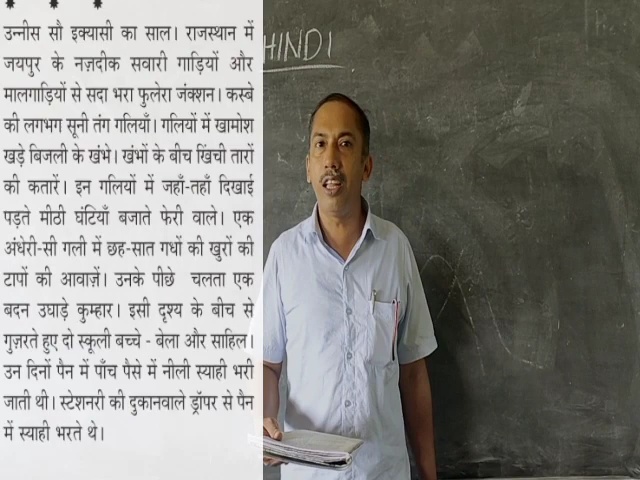 * * *
उन्नीस सौ इक्यासी का साल। राजस्थान में
जयपुर के नज़दीक सवारी गाड़ियों और
मालगाड़ियों से सदा भरा फुलेरा जंक्शन। कस्बे
की लगभग सूनी तंग गलियाँ। गलियों में खामोश
खड़े बिजली के खंभे। खंभों के बीच खिंची तारों
की कतारें। इन गलियों में जहाँ-तहाँ दिखाई
पड़ते मीठी घंटियाँ बजाते फेरी वाले। एक
अंधेरी-सी गली में छह-सात गधों की खुरों की
टापों की आवाज़ें। उनके पीछे चलता एक
बदन उघाड़े कुम्हार। इसी दृश्य के बीच से
गुज़रते हुए दो स्कूली बच्चे - बेला और साहिल।
उन दिनों पैन में पाँच पैसे में नीली स्याही भरी
जाती थी। स्टेशनरी की दुकानवाले ड्रॉपर से पैन
में स्याही भरते थे।
HINDI